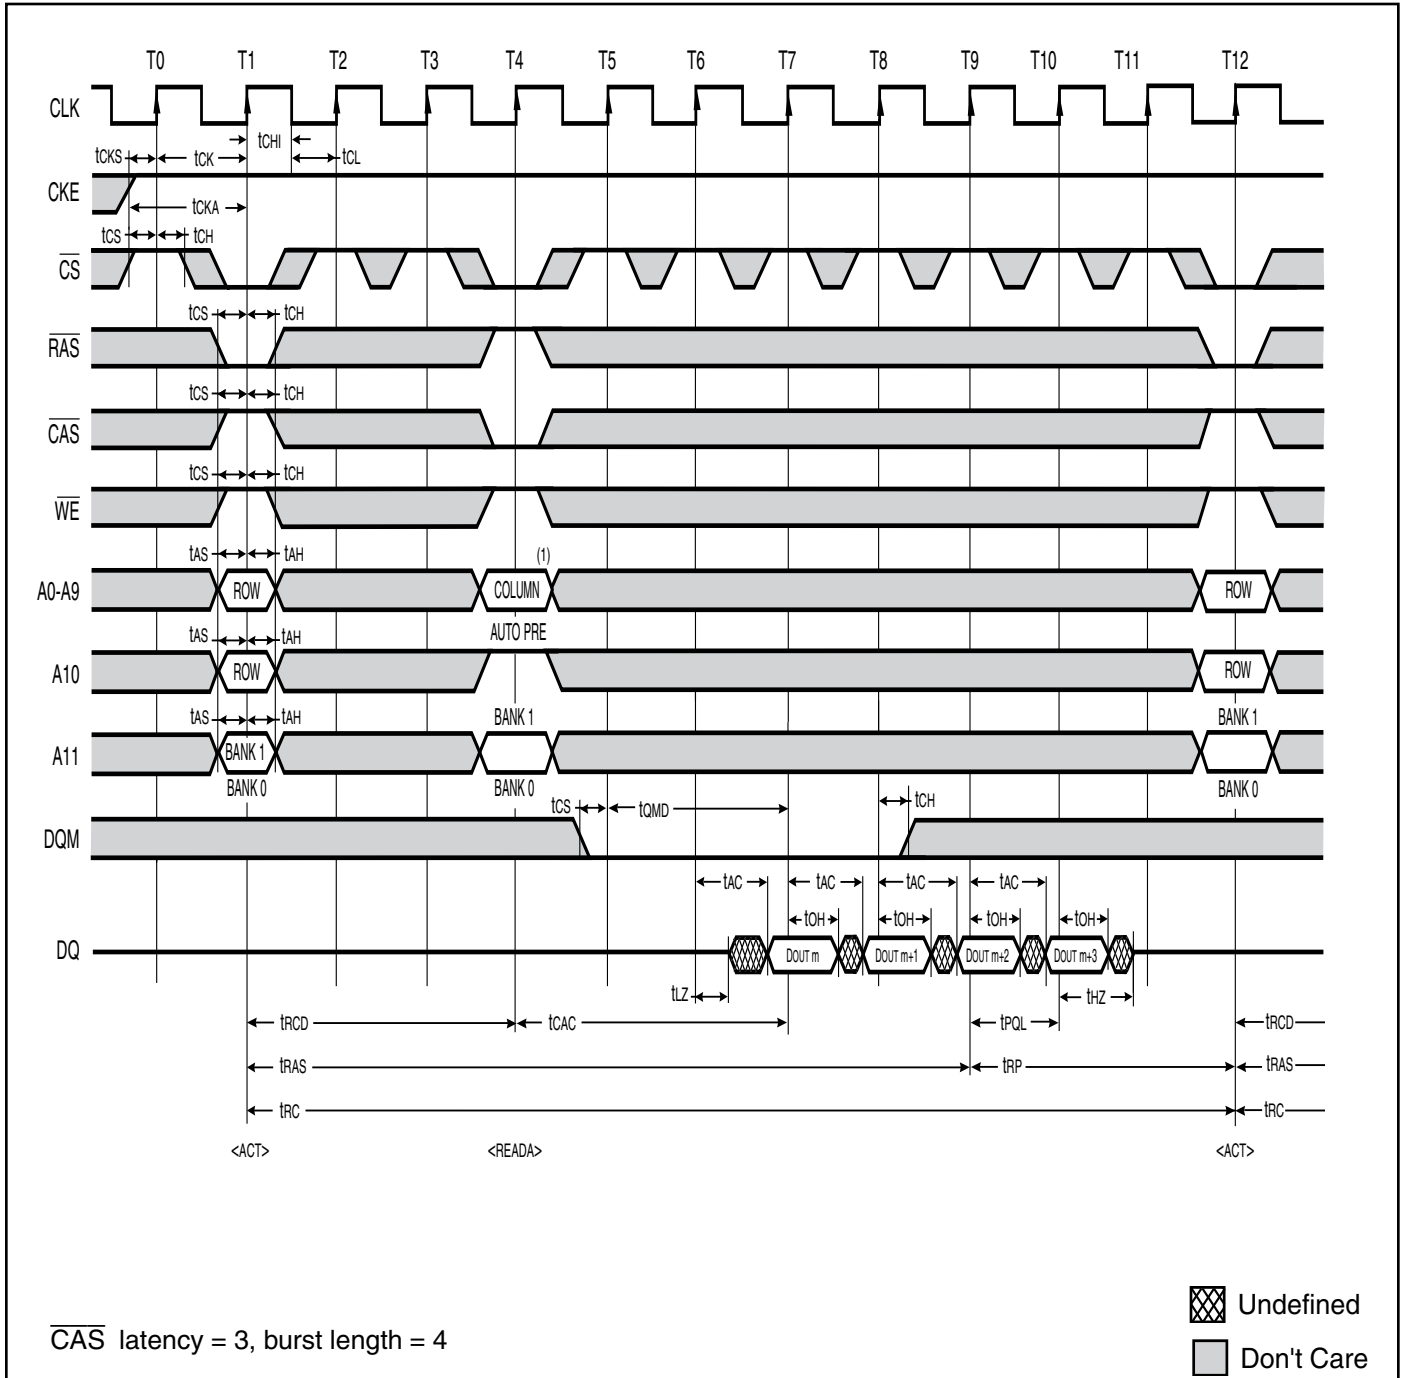 T0 T1 T2 T3 T4 T5 T6 T7 T8 T9 T10 T11 T12
CLK
tCHI
tCKS tCK tCL
CKE
tCKA
tCS tCH
CS
tCS tCH
RAS
tCS tCH
CAS
tCS tCH
WE
tAS tAH (1)
A0-A9 ROW COLUMN ROW
AUTO PRE
tAS tAH
A10 ROW ROW
tAS tAH BANK 1 BANK 1
A11 BANK 1
BANK 0 BANK 0 BANK 0
tCS tQMD tCH
DQM
tAC tAC tAC tAC
tOH tOH tOH tOH
DQ DOUT m DOUT m+1 DOUT m+2 DOUT m+3
tLZ tHZ
tRCD tCAC tPQL tRCD
tRAS tRP tRAS
tRC tRC
<ACT> <READA> <ACT>
Undefined
CAS latency = 3, burst length = 4
Don't Care